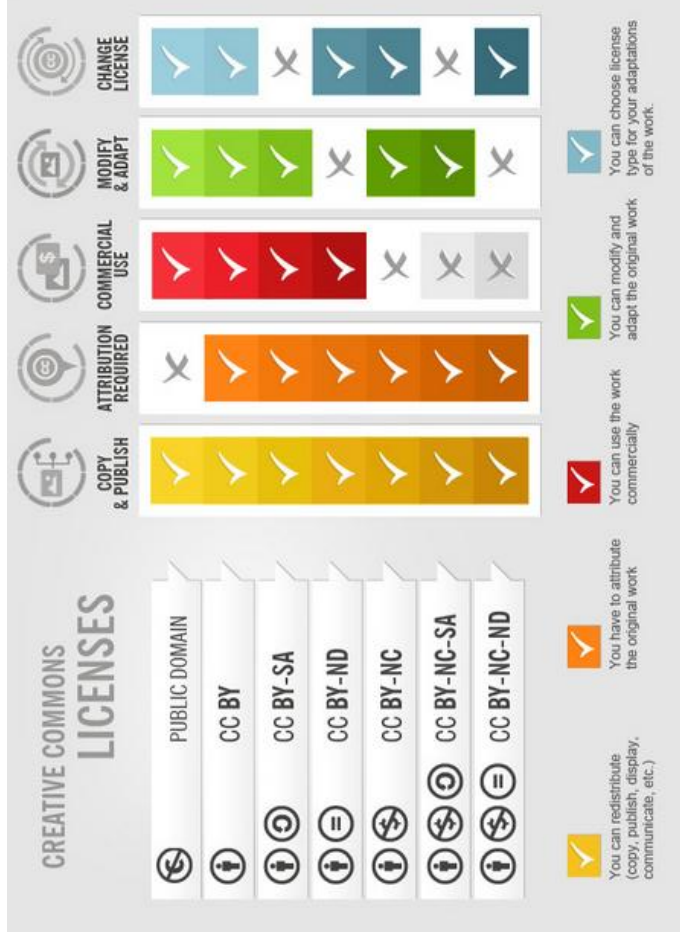 CREATIVE COMMONS
LICENSES
COPY
& PUBLISH
ATTRIBUTION
REQUIRED
COMMERCIAL
USE
MODIFY
& ADAPT
CHANGE
LICENSE
PUBLIC DOMAIN
CC BY
CC BY-SA
CC BY-ND
CC BY-NC
CC BY-NC-SA
CC BY-NC-ND
You can redistribute
(copy, publish, display,
communicate, etc.)
You have to attribute
the original work
You can use the work
commercially
You can modify and
adapt the original work
You can choose license
type for your adaptations
of the work.